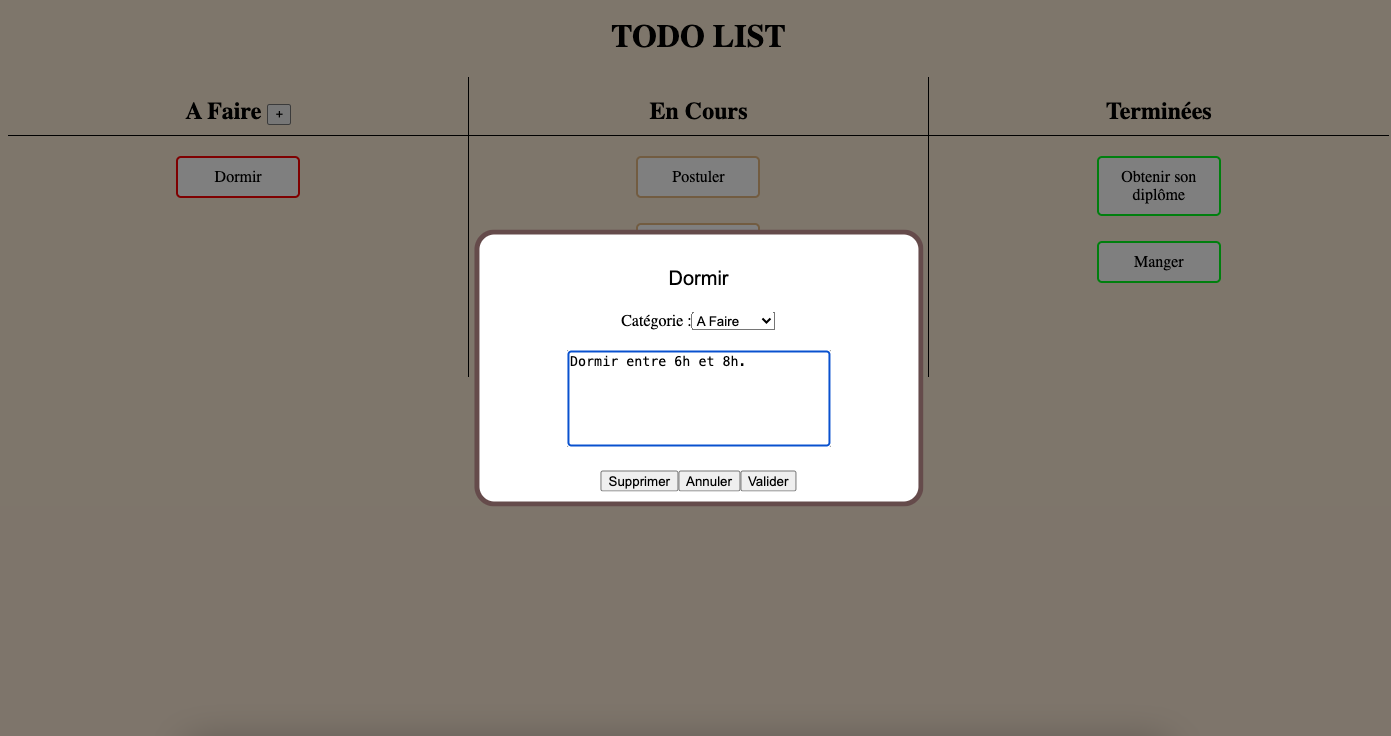 TODO LIST
A Faire +
En Cours
Terminées
Dormir
Postuler
Obtenir son
diplôme
Manger
Dormir
Catégorie : A Faire
Dormir entre 6h et 8h.
Supprimer Annuler Valider